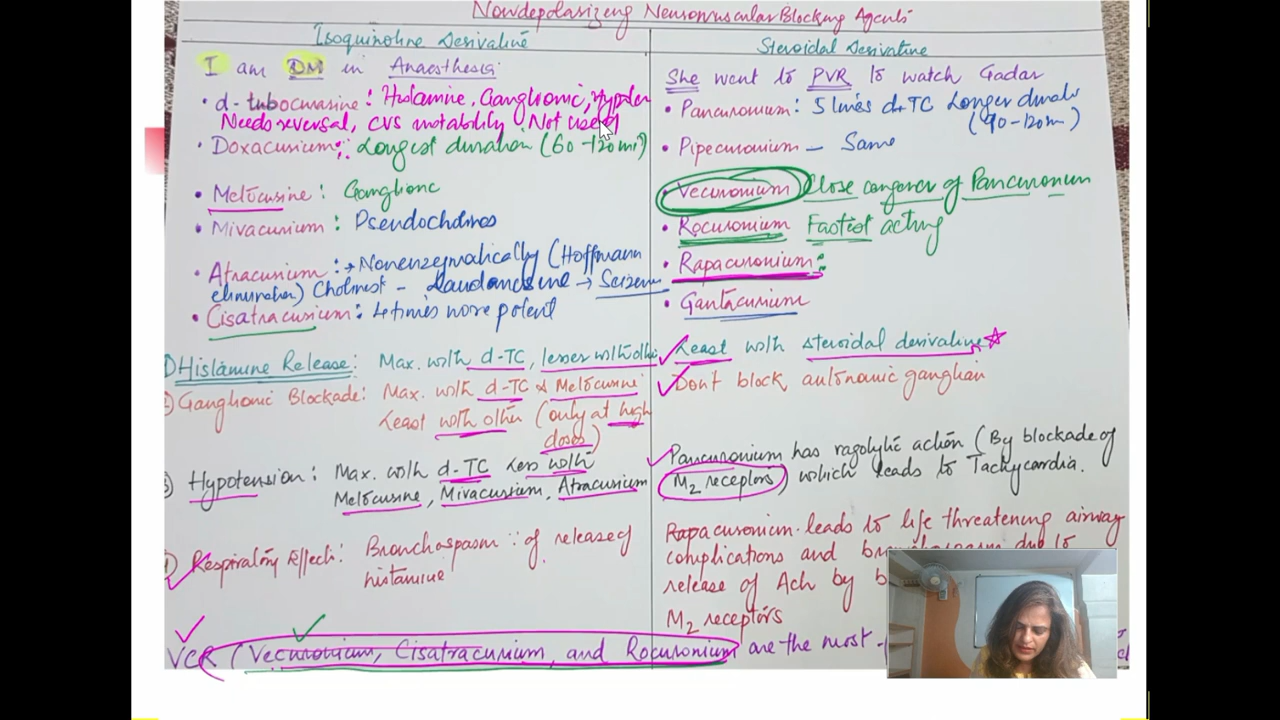 Nondepolarizing Neuromuscular Blocking Agents
Isoquinoline Derivative
I am DM in Anaesthesia
• d-tubocurarine: Histamine, Ganglionic, Hypoten
Needs reversal, CVS instability Not used
• Doxacurium: Longest duration (60-120 min)
• Metocurine: Ganglionic
• Mivacurium: Pseudocholines
• Atracurium: → Nonenzymatically (Hoffmann
elimination) Cholinest - Laudanosine → Seizure
• Cisatracurium: 4 times more potent
Steroidal Derivative
She went to PVR to watch Gadar
• Pancuronium: 5 times d-TC Longer durati
(90-120m)
• Pipecuronium - Same
• Vecuronium Close congener of Pancuronium
• Rocuronium Fastest acting
• Rapacuronium:
• Gantacurium
Histamine Release: Max. with d-TC, lesser with othe
Ganglionic Blockade: Max. with d-TC & Metocurine
Least with other (only at high
doses)
Hypotension: Max. with d-TC Less with
Metocurine, Mivacurium, Atracurium
Respiratory Effect: Bronchospasm ∵ of release of
histamine
Least with steroidal derivative
Don't block autonomic ganglion
Pancuronium has vagolytic action (By blockade of
M2 receptors) which leads to Tachycardia.
Rapacuronium leads to life threatening airway
complications and due to
release of Ach by b
M2 receptors
VCR (Vecuronium, Cisatracurium, and Rocuronium are the most